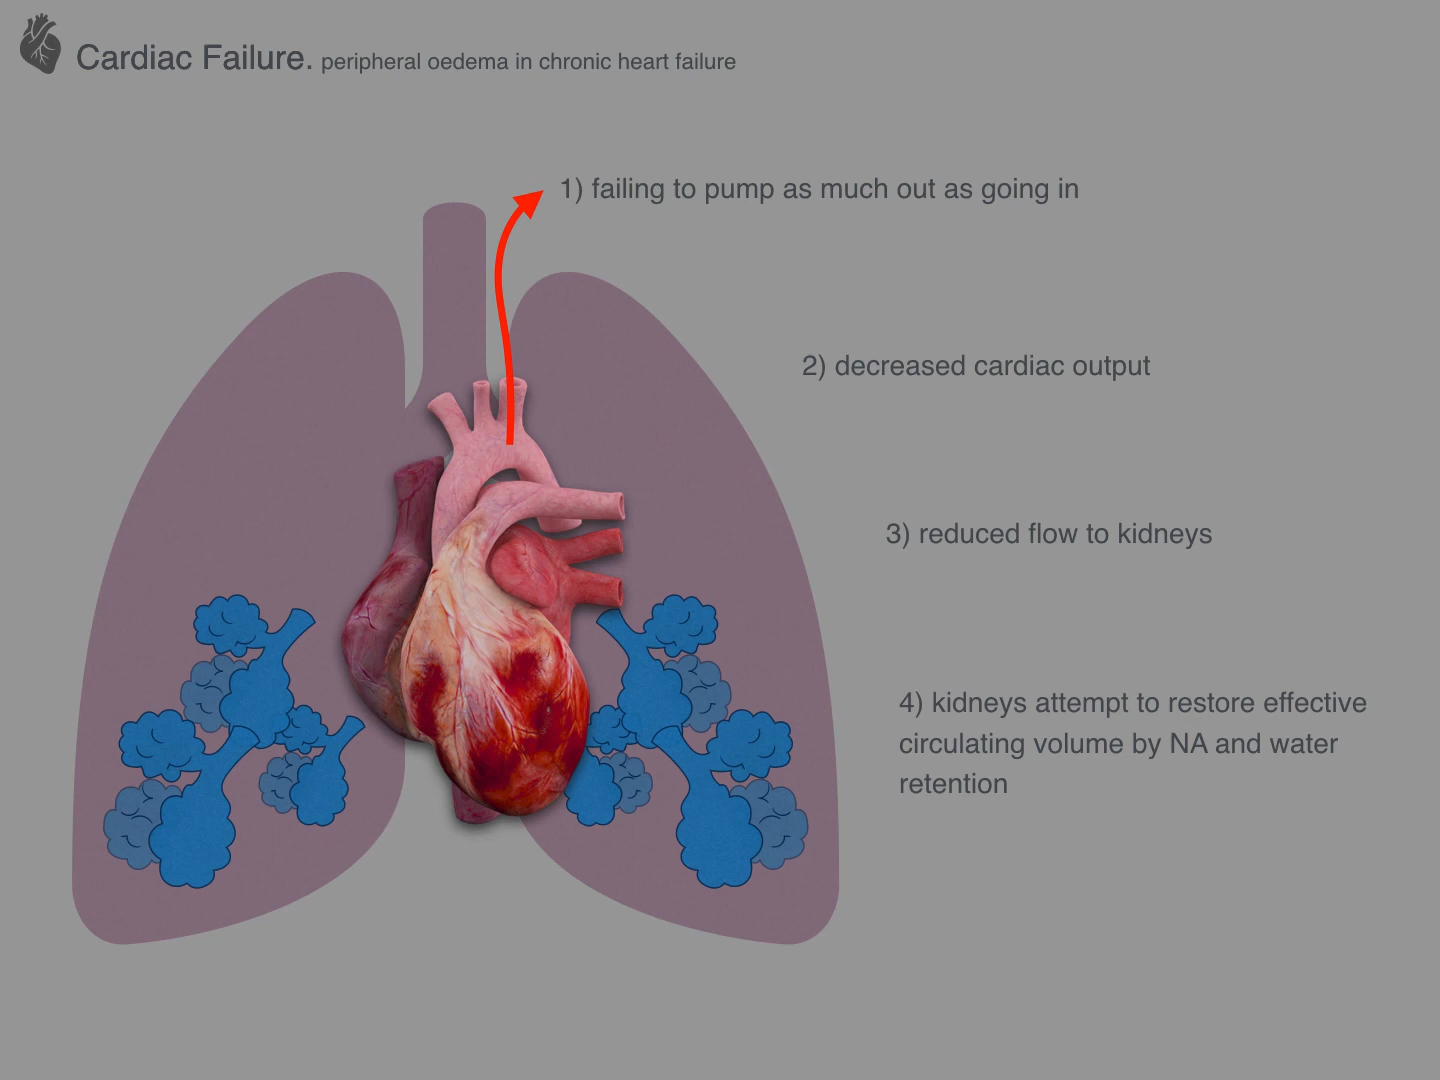 Cardiac Failure. peripheral oedema in chronic heart failure
1) failing to pump as much out as going in
2) decreased cardiac output
3) reduced flow to kidneys
4) kidneys attempt to restore effective
circulating volume by NA and water
retention